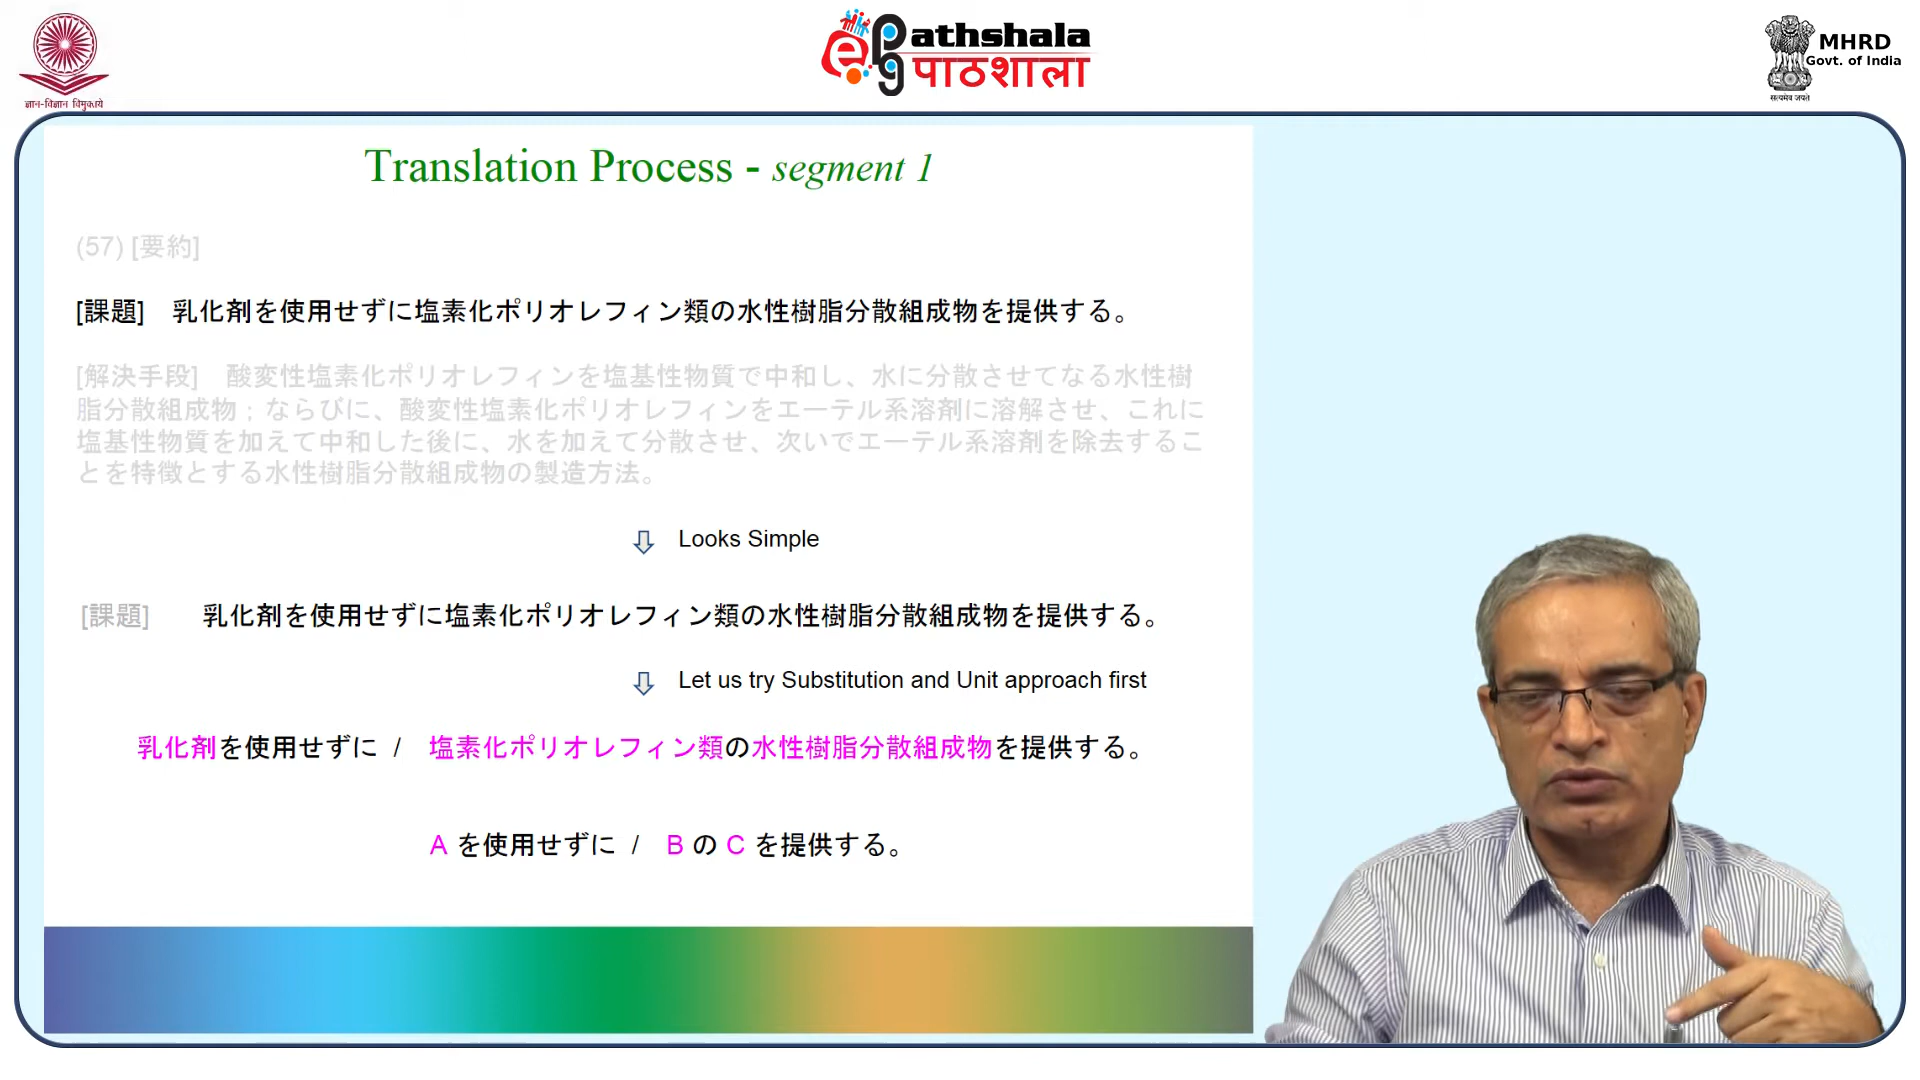 ज्ञान-विज्ञान विमुक्तये
ePathshala
पाठशाला
MHRD
Govt. of India
सत्यमेव जयते
Translation Process - segment 1
(57) [要約]
[課題] 乳化剤を使用せずに塩素化ポリオレフィン類の水性樹脂分散組成物を提供する。
[解決手段] 酸変性塩素化ポリオレフィンを塩基性物質で中和し、水に分散させてなる水性樹
脂分散組成物；ならびに、酸変性塩素化ポリオレフィンをエーテル系溶剤に溶解させ、これに
塩基性物質を加えて中和した後に、水を加えて分散させ、次いでエーテル系溶剤を除去するこ
とを特徴とする水性樹脂分散組成物の製造方法。
Looks Simple
[課題] 乳化剤を使用せずに塩素化ポリオレフィン類の水性樹脂分散組成物を提供する。
Let us try Substitution and Unit approach first
乳化剤を使用せずに / 塩素化ポリオレフィン類の水性樹脂分散組成物を提供する。
A を使用せずに / B の C を提供する。